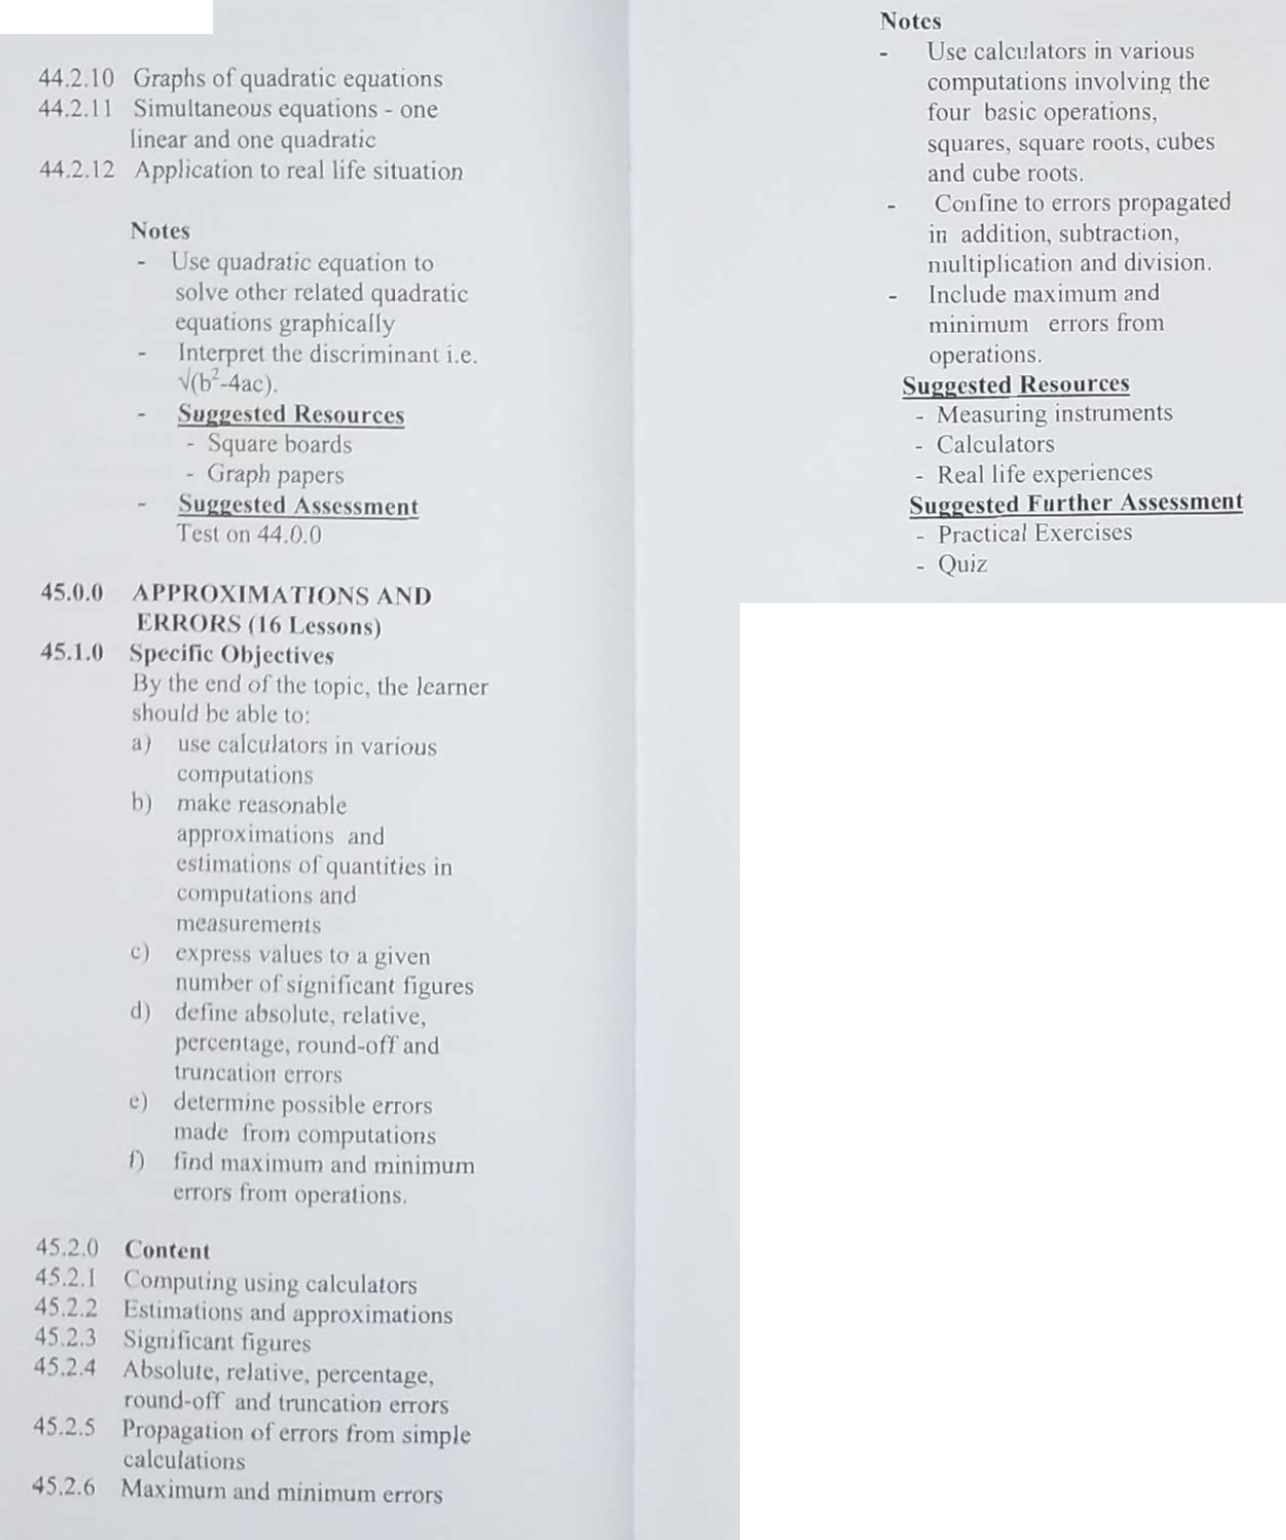 44.2.10 Graphs of quadratic equations
44.2.11 Simultaneous equations - one
linear and one quadratic
44.2.12 Application to real life situation
Notes
- Use quadratic equation to
solve other related quadratic
equations graphically
- Interpret the discriminant i.e.
√(b²-4ac).
- Suggested Resources
- Square boards
- Graph papers
- Suggested Assessment
Test on 44.0.0
45.0.0 APPROXIMATIONS AND
ERRORS (16 Lessons)
45.1.0 Specific Objectives
By the end of the topic, the learner
should be able to:
a) use calculators in various
computations
b) make reasonable
approximations and
estimations of quantities in
computations and
measurements
c) express values to a given
number of significant figures
d) define absolute, relative,
percentage, round-off and
truncation errors
e) determine possible errors
made from computations
f) find maximum and minimum
errors from operations.
45.2.0 Content
45.2.1 Computing using calculators
45.2.2 Estimations and approximations
45.2.3 Significant figures
45.2.4 Absolute, relative, percentage,
round-off and truncation errors
45.2.5 Propagation of errors from simple
calculations
45.2.6 Maximum and minimum errors
Notes
- Use calculators in various
computations involving the
four basic operations,
squares, square roots, cubes
and cube roots.
- Confine to errors propagated
in addition, subtraction,
multiplication and division.
- Include maximum and
minimum errors from
operations.
Suggested Resources
- Measuring instruments
- Calculators
- Real life experiences
Suggested Further Assessment
- Practical Exercises
- Quiz